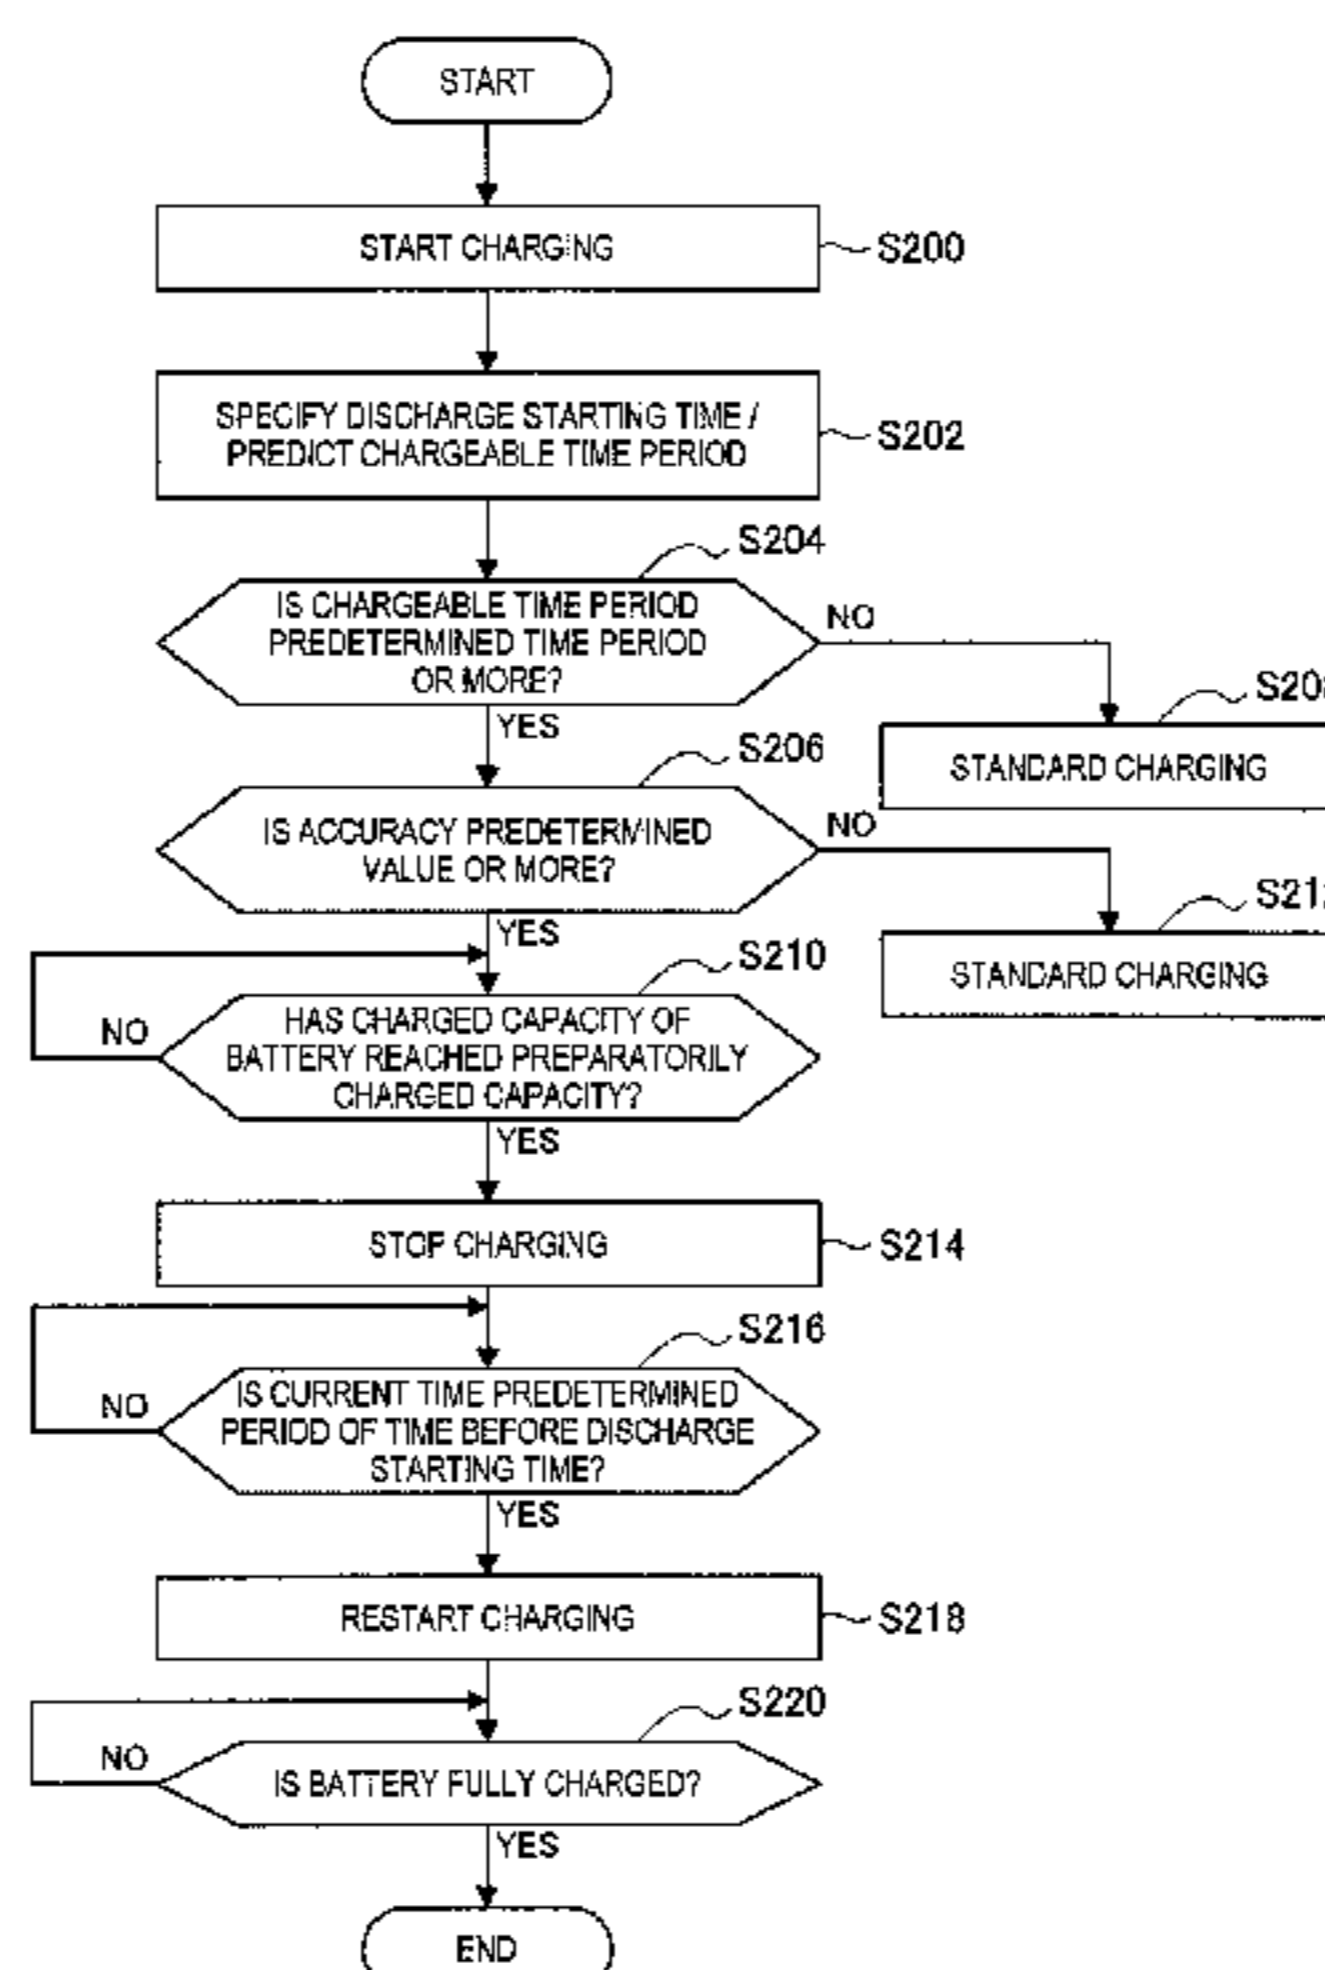 START
START CHARGING
S200
SPECIFY DISCHARGE STARTING TIME /
PREDICT CHARGEABLE TIME PERIOD
S202
S204
IS CHARGEABLE TIME PERIOD
PREDETERMINED TIME PERIOD
OR MORE?
NO
YES
STANDARD CHARGING
S206
IS ACCURACY PREDETERMINED
VALUE OR MORE?
NO
YES
STANDARD CHARGING
S210
HAS CHARGED CAPACITY OF
BATTERY REACHED PREPARATORILY
CHARGED CAPACITY?
NO
YES
STOP CHARGING
S214
S216
IS CURRENT TIME PREDETERMINED
PERIOD OF TIME BEFORE DISCHARGE
STARTING TIME?
NO
YES
RESTART CHARGING
S218
S220
IS BATTERY FULLY CHARGED?
NO
YES
END